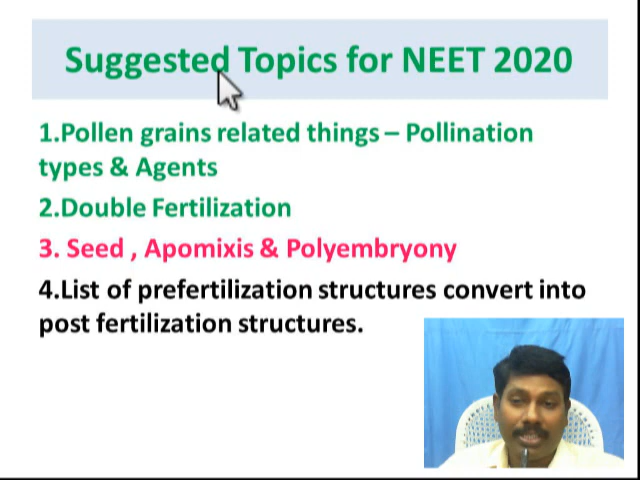 Suggested Topics for NEET 2020
1.Pollen grains related things – Pollination
types & Agents
2.Double Fertilization
3. Seed , Apomixis & Polyembryony
4.List of prefertilization structures convert into
post fertilization structures.